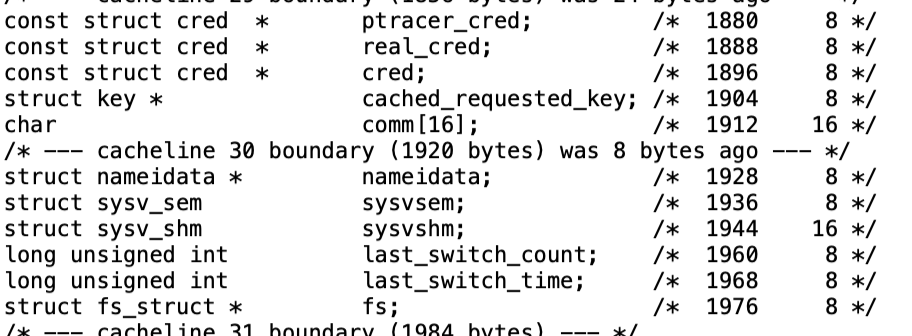 /* --- cacheline 29 boundary (1856 bytes) was 24 bytes ago --- */
const struct cred  *       ptracer_cred;         /*  1880     8 */
const struct cred  *       real_cred;            /*  1888     8 */
const struct cred  *       cred;                 /*  1896     8 */
struct key *               cached_requested_key; /*  1904     8 */
char                       comm[16];             /*  1912    16 */
/* --- cacheline 30 boundary (1920 bytes) was 8 bytes ago --- */
struct nameidata *         nameidata;            /*  1928     8 */
struct sysv_sem            sysvsem;              /*  1936     8 */
struct sysv_shm            sysvshm;              /*  1944    16 */
long unsigned int          last_switch_count;    /*  1960     8 */
long unsigned int          last_switch_time;     /*  1968     8 */
struct fs_struct *         fs;                   /*  1976     8 */
/* --- cacheline 31 boundary (1984 bytes) --- */